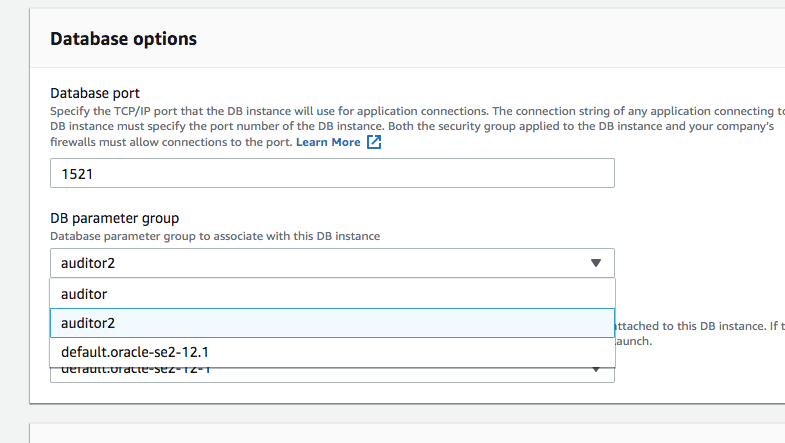 Database options
Database port
Specify the TCP/IP port that the DB instance will use for application connections. The connection string of any application connecting to
DB instance must specify the port number of the DB instance. Both the security group applied to the DB instance and your company's
firewalls must allow connections to the port. Learn More
1521
DB parameter group
Database parameter group to associate with this DB instance
auditor2
auditor
auditor2
attached to this DB instance. If t
launch.
default.oracle-se2-12.1
default.oracle-se2-12-1